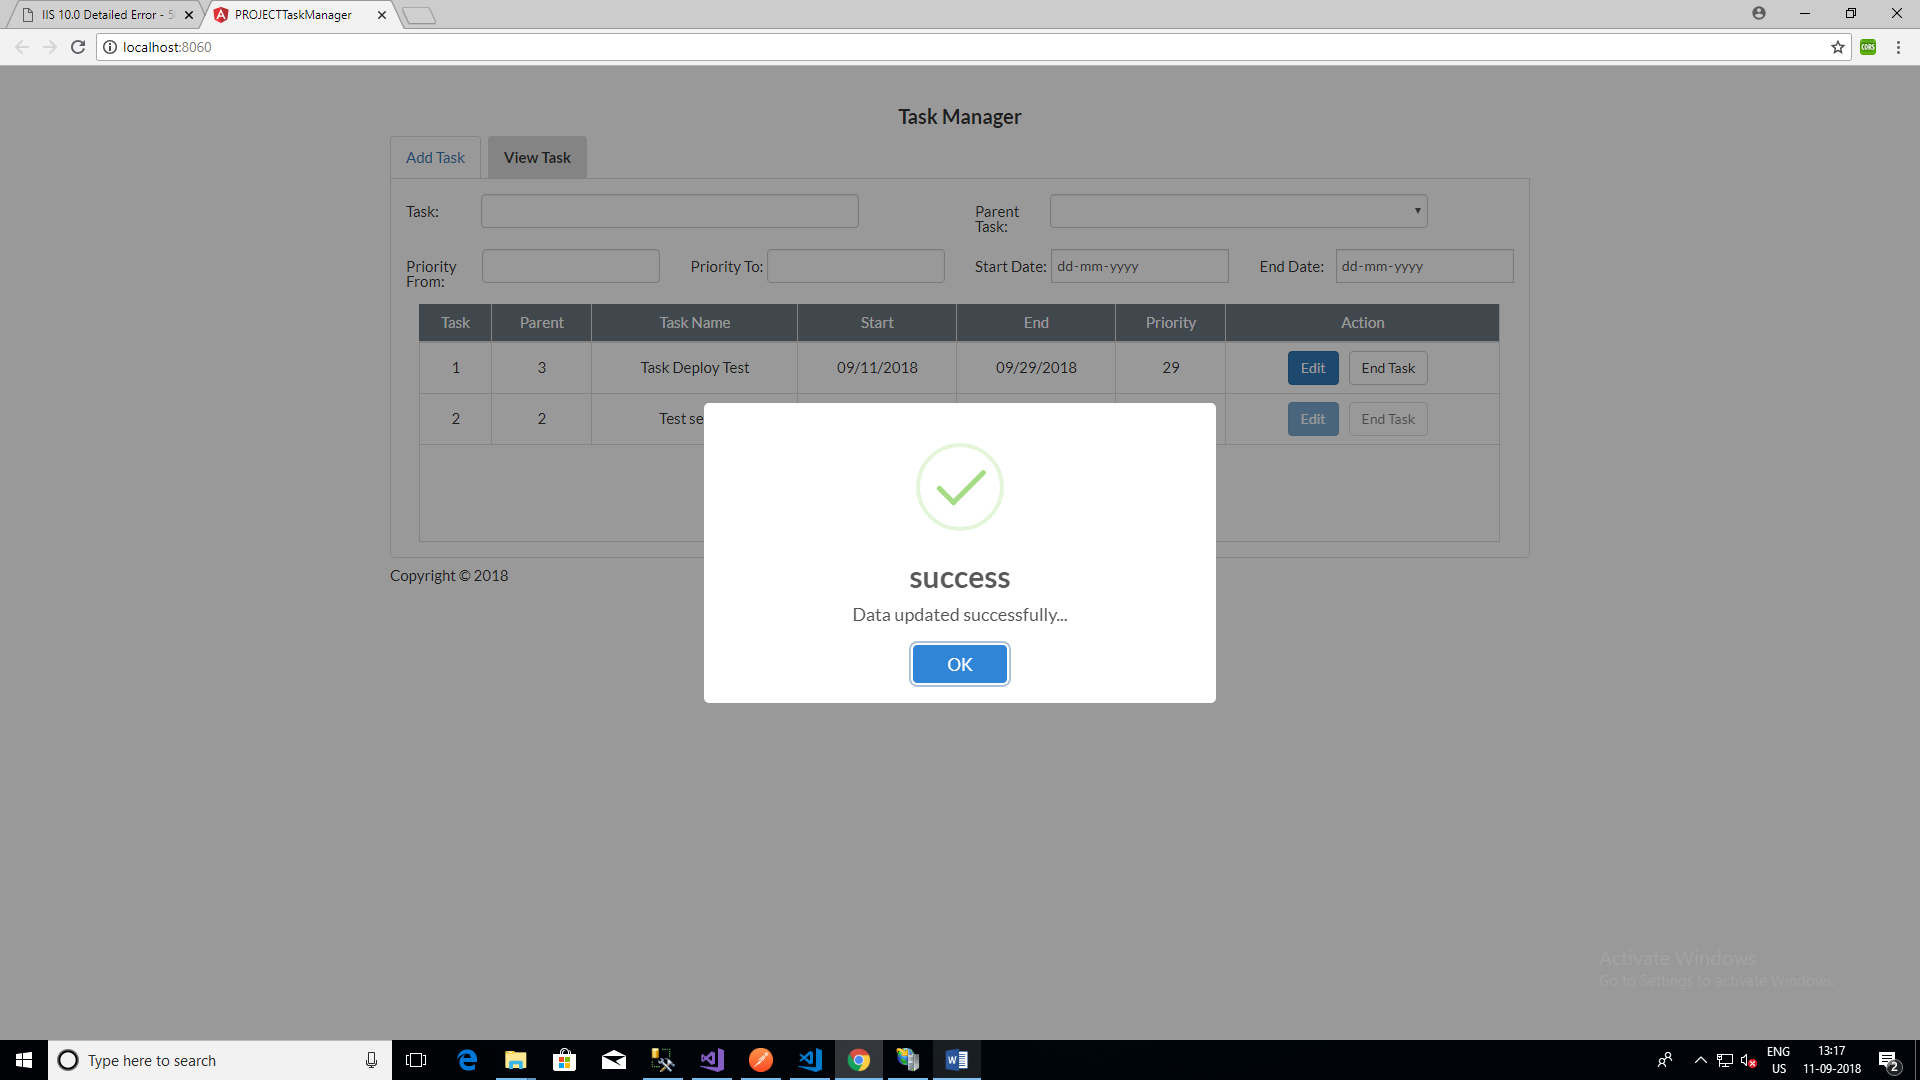 IIS 10.0 Detailed Error -
PROJECTTaskManager
localhost:8060
CORS
Task Manager
Add Task
View Task
Task:
Parent Task:
Priority From:
Priority To:
Start Date: dd-mm-yyyy
End Date: dd-mm-yyyy
Task Parent Task Name Start End Priority Action
1 3 Task Deploy Test 09/11/2018 09/29/2018 29 Edit End Task
2 2 Test Edit End Task
success
Data updated successfully...
OK
Copyright © 2018
Activate Windows
Go to Settings to activate Windows.
Type here to search
ENG
US
13:17
11-09-2018
2